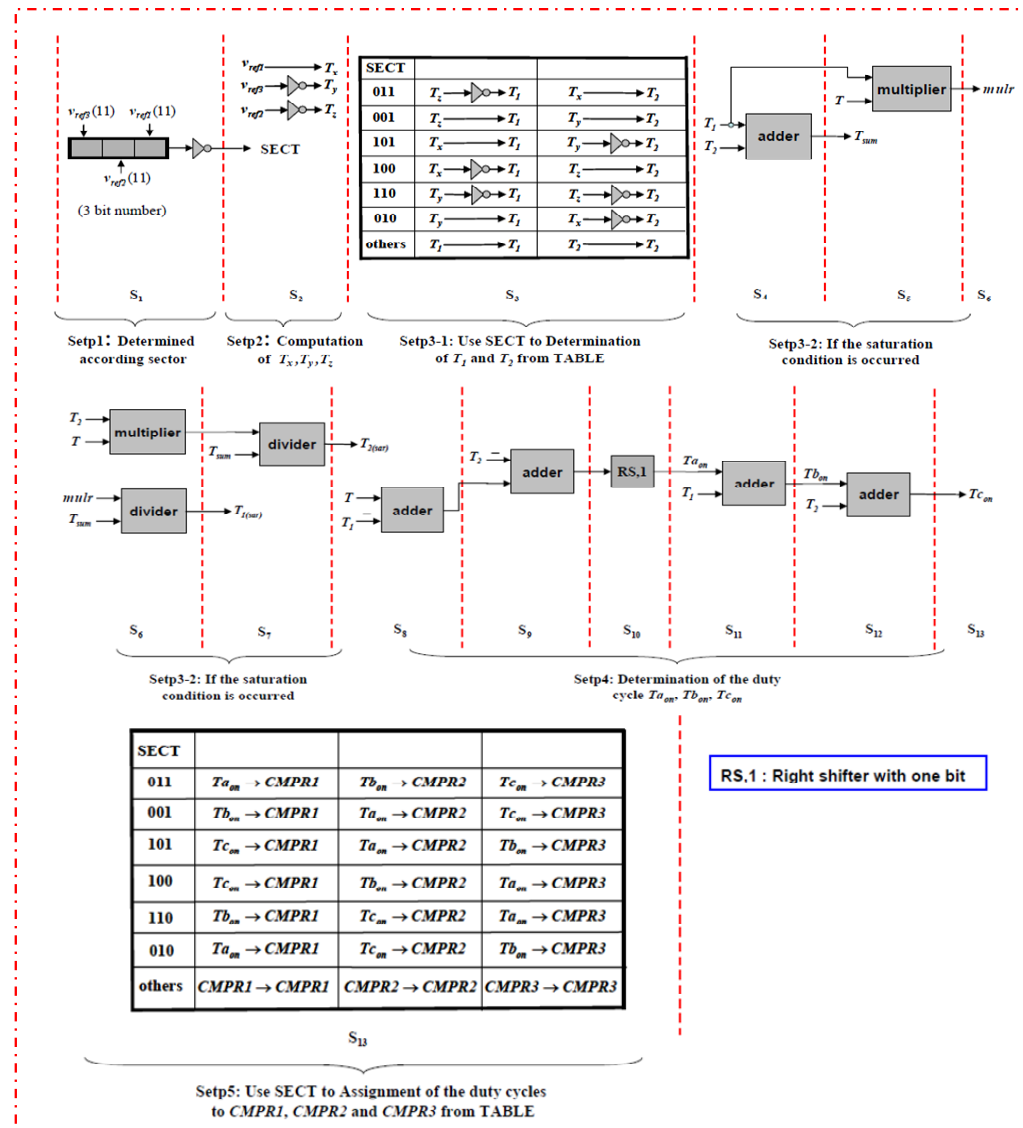 v_ref3(11) v_ref1(11)
v_ref2(11)
(3 bit number)
SECT
S1
Setp1: Determined
according sector
v_ref1 T_x
v_ref3 T_y
v_ref2 T_z
S2
Setp2: Computation
of T_x,T_y,T_z
SECT
011 T_z T_1 T_x T_2
001 T_z T_1 T_y T_2
101 T_x T_1 T_y T_2
100 T_x T_1 T_z T_2
110 T_y T_1 T_z T_2
010 T_y T_1 T_x T_2
others T_1 T_1 T_2 T_2
S3
Setp3-1: Use SECT to Determination
of T_1 and T_2 from TABLE
T_1
T_2
adder
T_sum
T
multiplier
mulr
S4 S5 S6
Setp3-2: If the saturation
condition is occurred
T_2
T
multiplier
T_sum
divider
T_2(sar)
mulr
T_sum
divider
T_1(sar)
S6 S7
Setp3-2: If the saturation
condition is occurred
T
T_1 –
adder
T_2 –
adder
RS,1
Ta_on
T_1
adder
Tb_on
T_2
adder
Tc_on
S8 S9 S10 S11 S12 S13
Setp4: Determination of the duty
cycle Ta_on, Tb_on, Tc_on
SECT
011 Ta_on → CMPR1 Tb_on → CMPR2 Tc_on → CMPR3
001 Tb_on → CMPR1 Ta_on → CMPR2 Tc_on → CMPR3
101 Tc_on → CMPR1 Ta_on → CMPR2 Tb_on → CMPR3
100 Tc_on → CMPR1 Tb_on → CMPR2 Ta_on → CMPR3
110 Tb_on → CMPR1 Tc_on → CMPR2 Ta_on → CMPR3
010 Ta_on → CMPR1 Tc_on → CMPR2 Tb_on → CMPR3
others CMPR1 → CMPR1 CMPR2 → CMPR2 CMPR3 → CMPR3
RS,1 : Right shifter with one bit
S13
Setp5: Use SECT to Assignment of the duty cycles
to CMPR1, CMPR2 and CMPR3 from TABLE